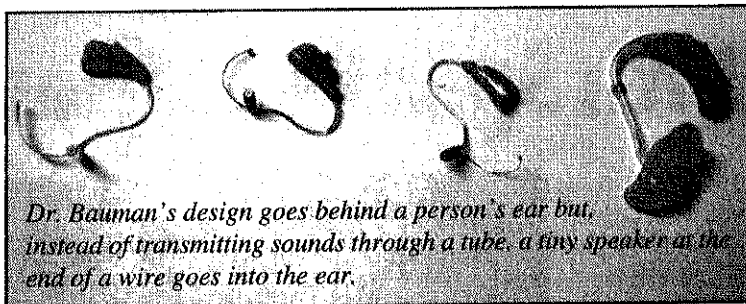 Dr. Bauman's design goes behind a person's ear but,
instead of transmitting sounds through a tube, a tiny speaker at the
end of a wire goes into the ear.